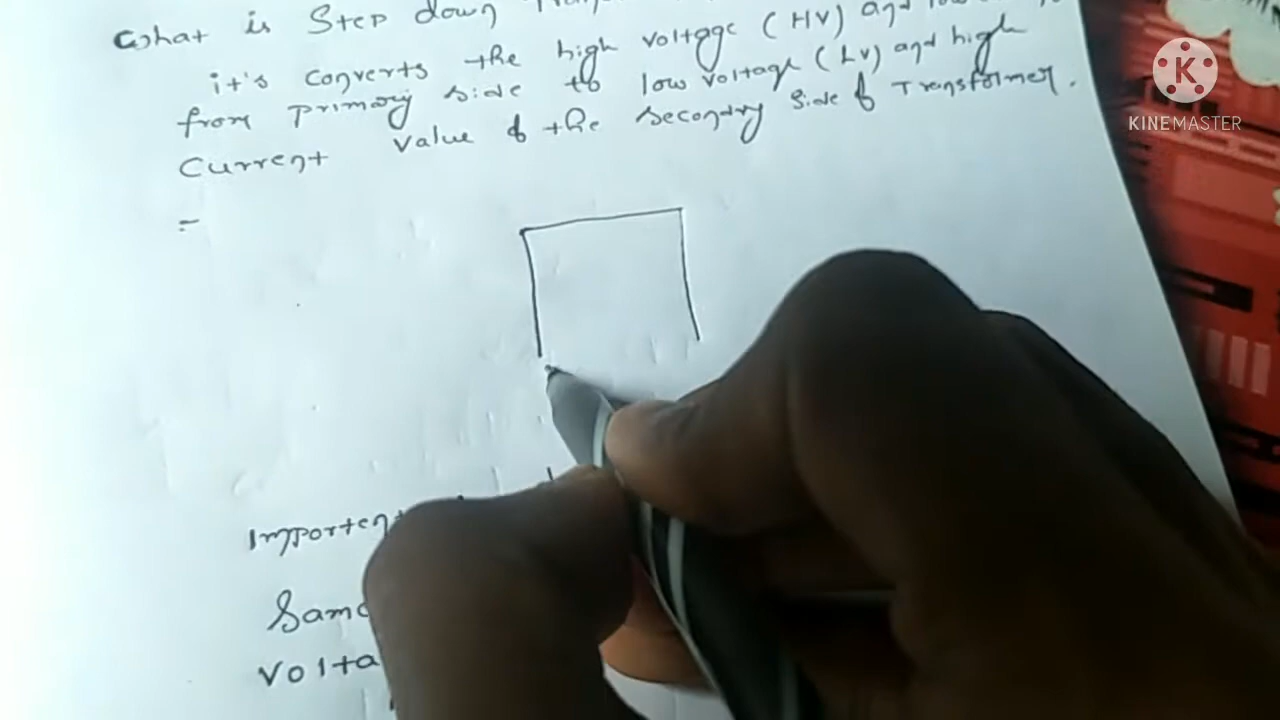 What is Step down
it's converts the high voltage (HV) and
from primary side to low voltage (LV) and high
Current value of the secondry side of Transformer.
=
Importent
Same
Volta
K
KINEMASTER